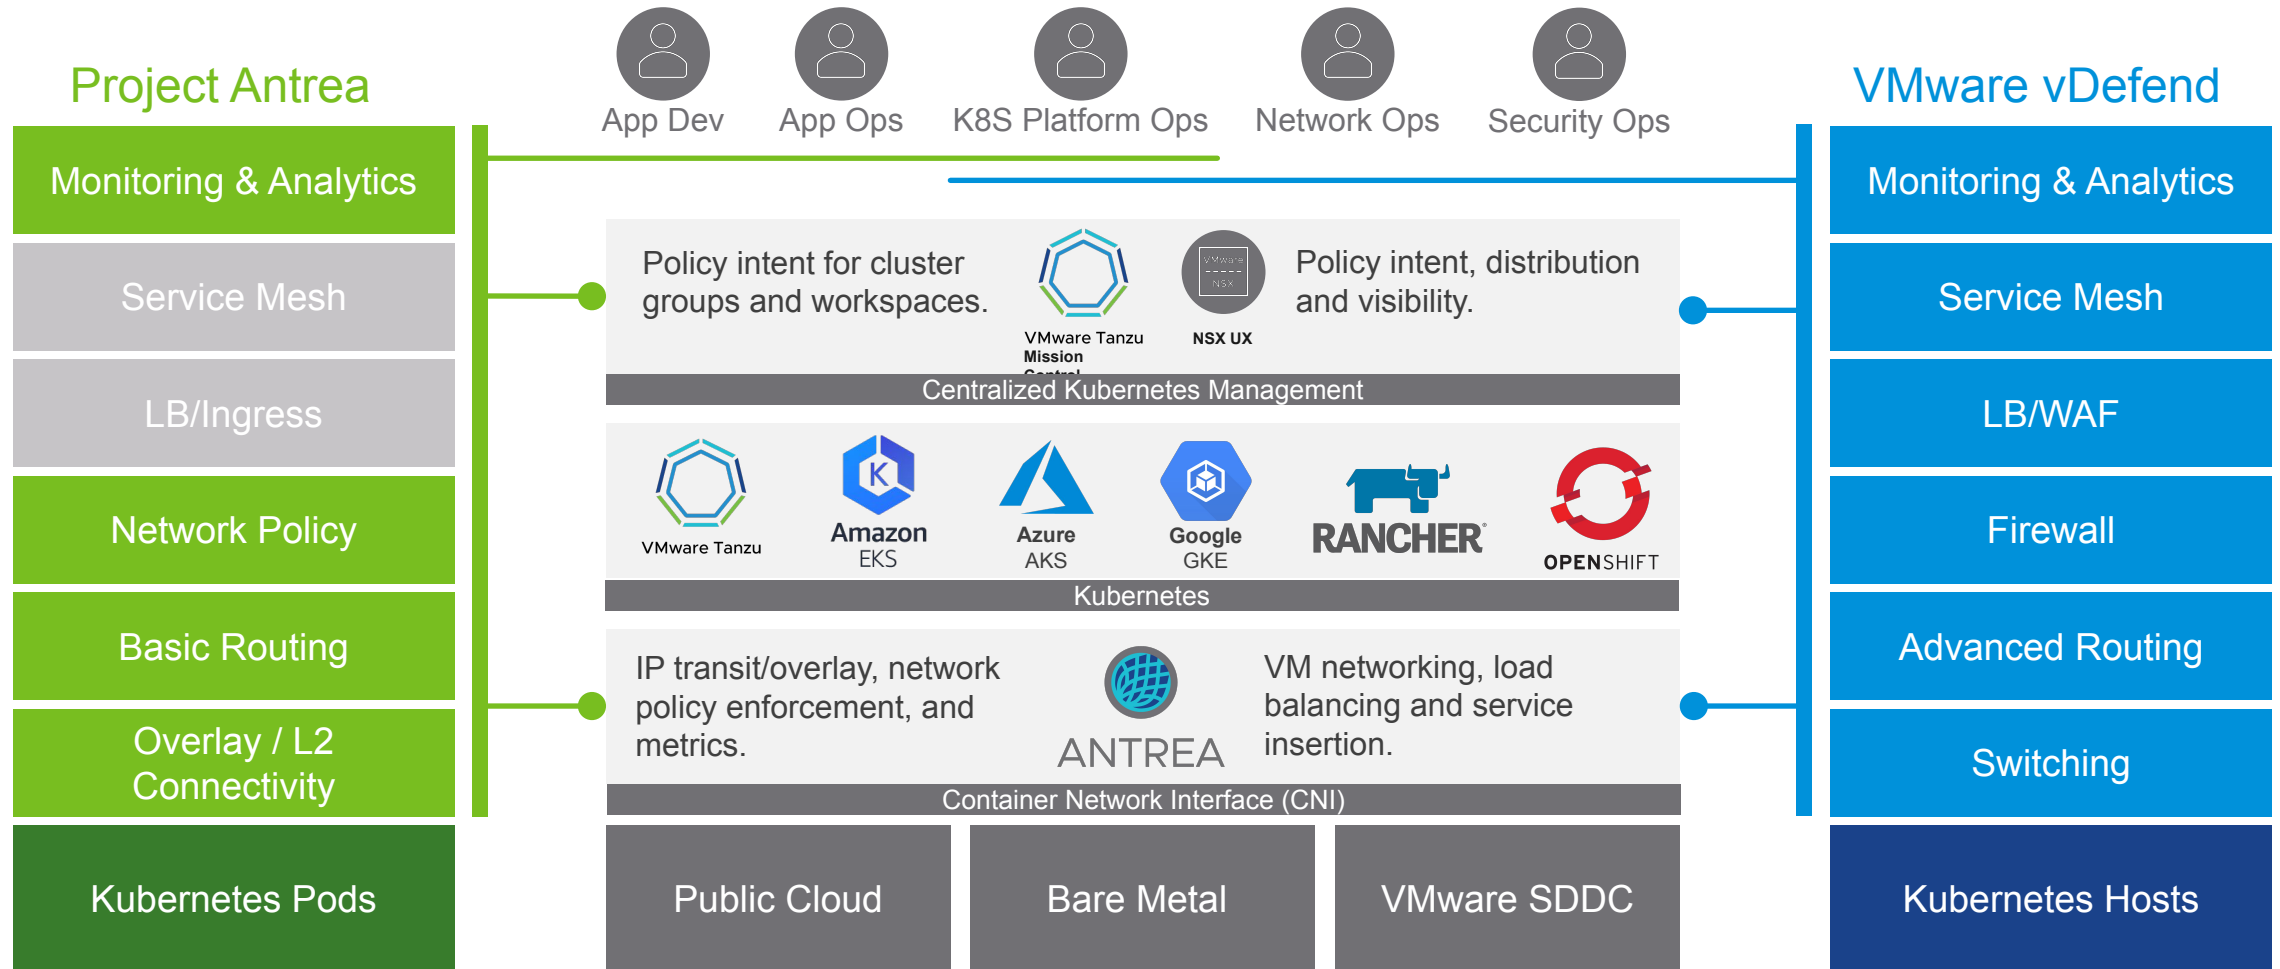 Project Antrea
Monitoring & Analytics
Service Mesh
LB/Ingress
Network Policy
Basic Routing
Overlay / L2
Connectivity
Kubernetes Pods
App Dev
App Ops
K8S Platform Ops
Network Ops
Security Ops
Policy intent for cluster
groups and workspaces.
VMware Tanzu
Mission
Control
VMware
NSX
NSX UX
Policy intent, distribution
and visibility.
Centralized Kubernetes Management
VMware Tanzu
K
Amazon
EKS
Azure
AKS
Google
GKE
RANCHER®
OPENSHIFT
Kubernetes
IP transit/overlay, network
policy enforcement, and
metrics.
ANTREA
VM networking, load
balancing and service
insertion.
Container Network Interface (CNI)
Public Cloud
Bare Metal
VMware SDDC
VMware vDefend
Monitoring & Analytics
Service Mesh
LB/WAF
Firewall
Advanced Routing
Switching
Kubernetes Hosts